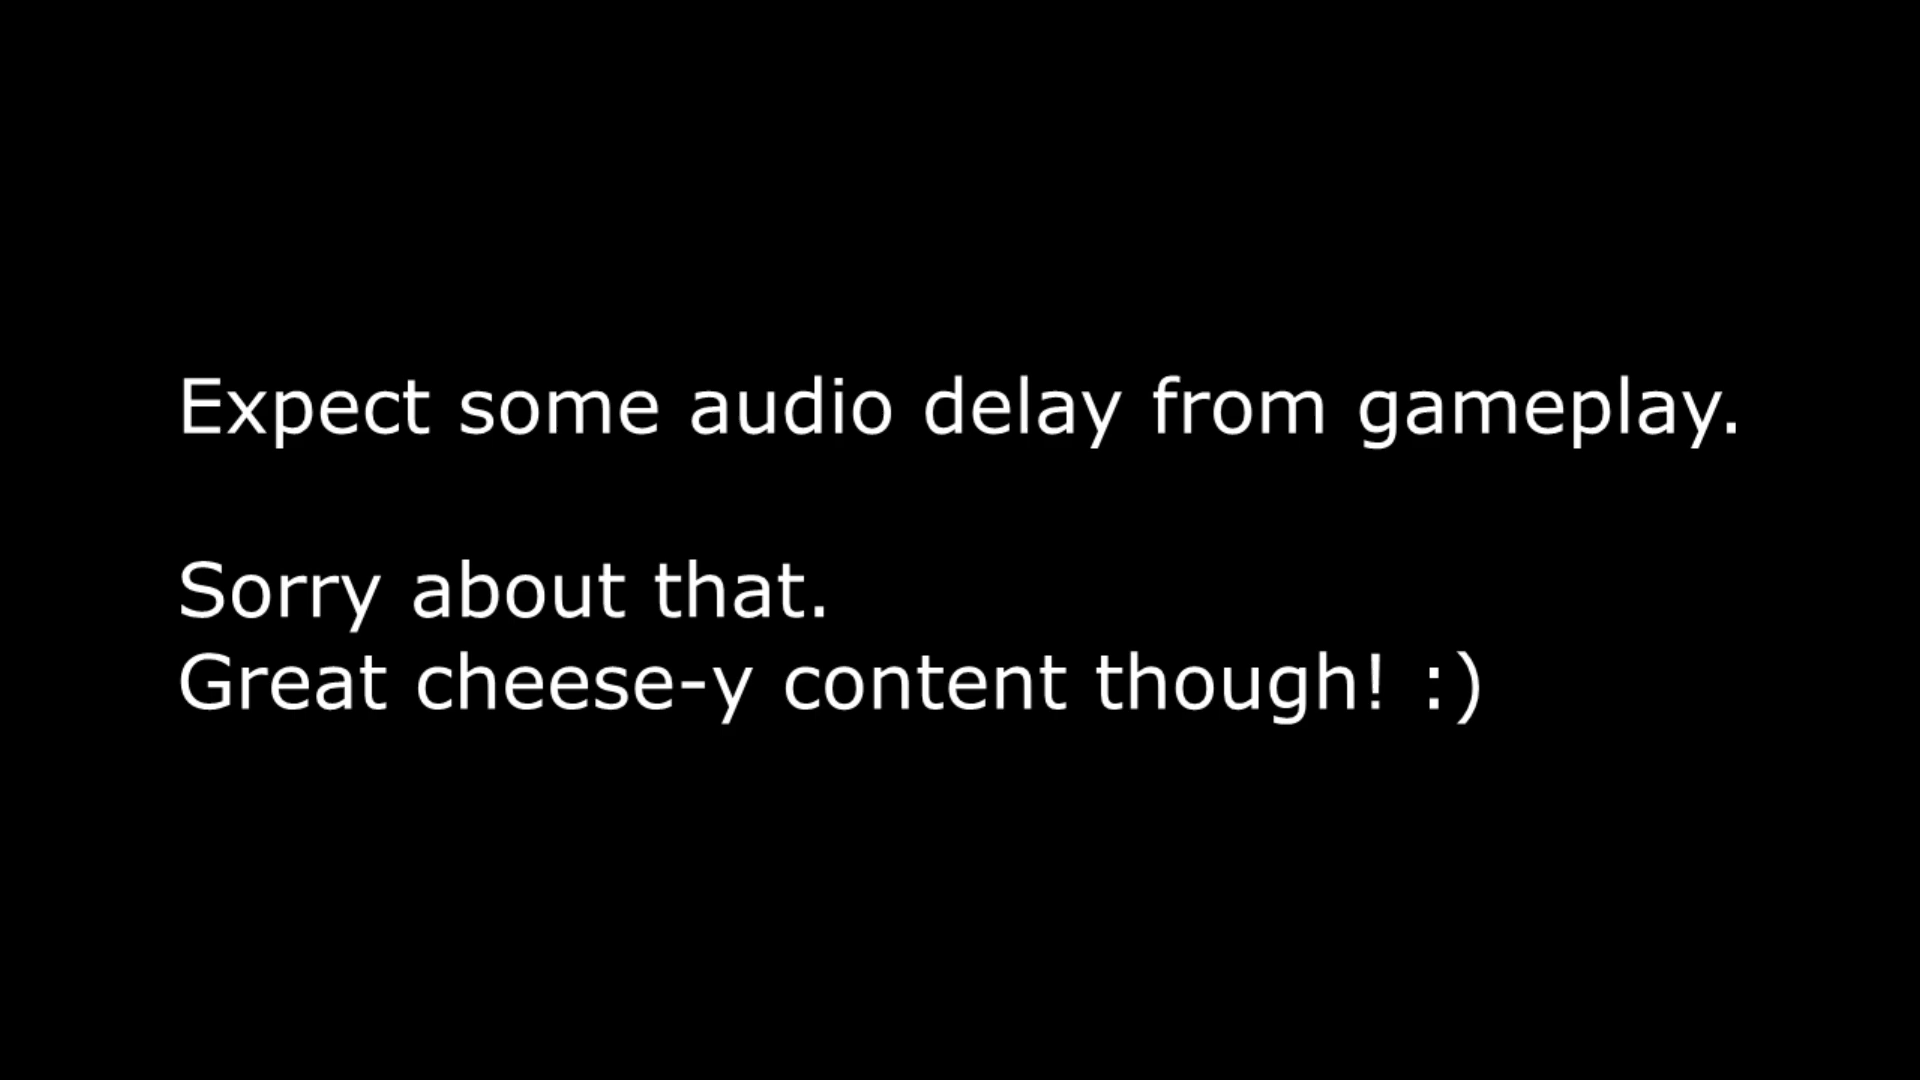 Expect some audio delay from gameplay.
Sorry about that.
Great cheese-y content though! :)